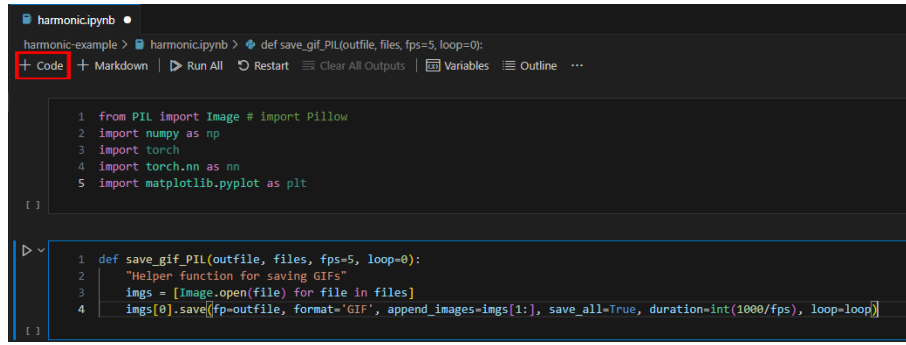 harmonic.ipynb ●
harmonic-example > harmonic.ipynb > def save_gif_PIL(outfile, files, fps=5, loop=0):
+ Code + Markdown | Run All Restart Clear All Outputs | Variables Outline ···
1 from PIL import Image # import Pillow
2 import numpy as np
3 import torch
4 import torch.nn as nn
5 import matplotlib.pyplot as plt
[ ]
1 def save_gif_PIL(outfile, files, fps=5, loop=0):
2     "Helper function for saving GIFs"
3     imgs = [Image.open(file) for file in files]
4     imgs[0].save(fp=outfile, format='GIF', append_images=imgs[1:], save_all=True, duration=int(1000/fps), loop=loop)
[ ]